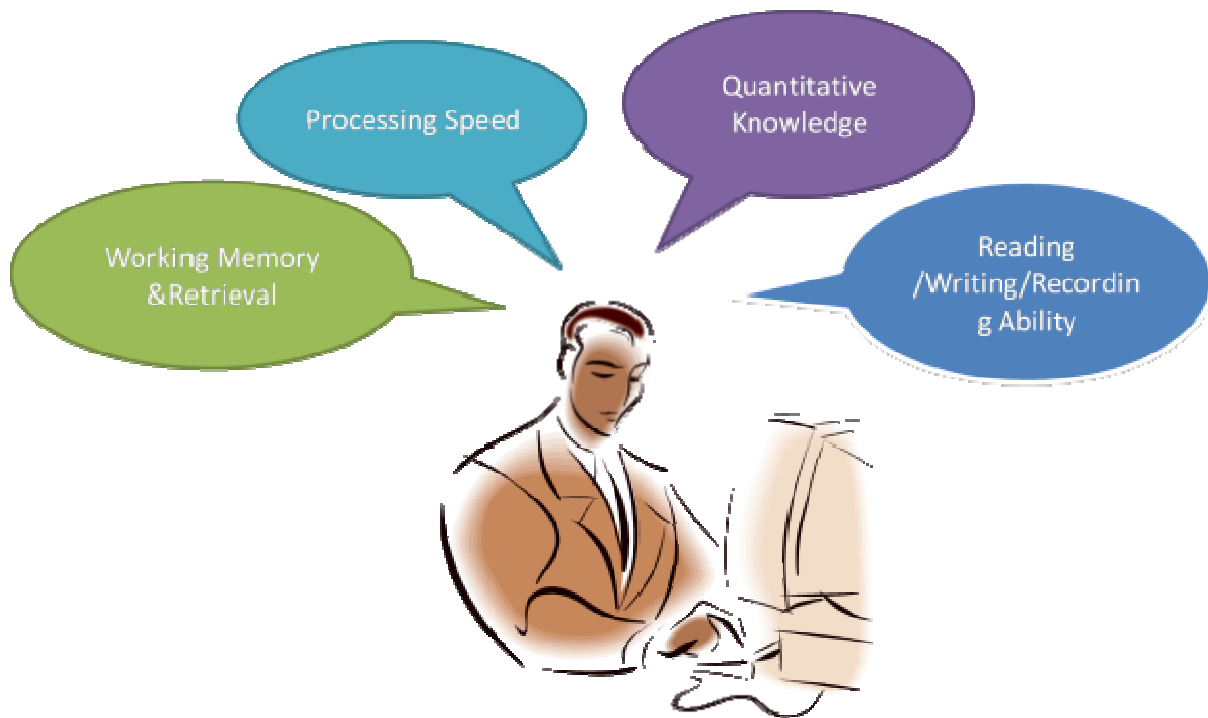 Processing Speed
Quantitative
Knowledge
Working Memory
&Retrieval
Reading
/Writing/Recordin
g Ability